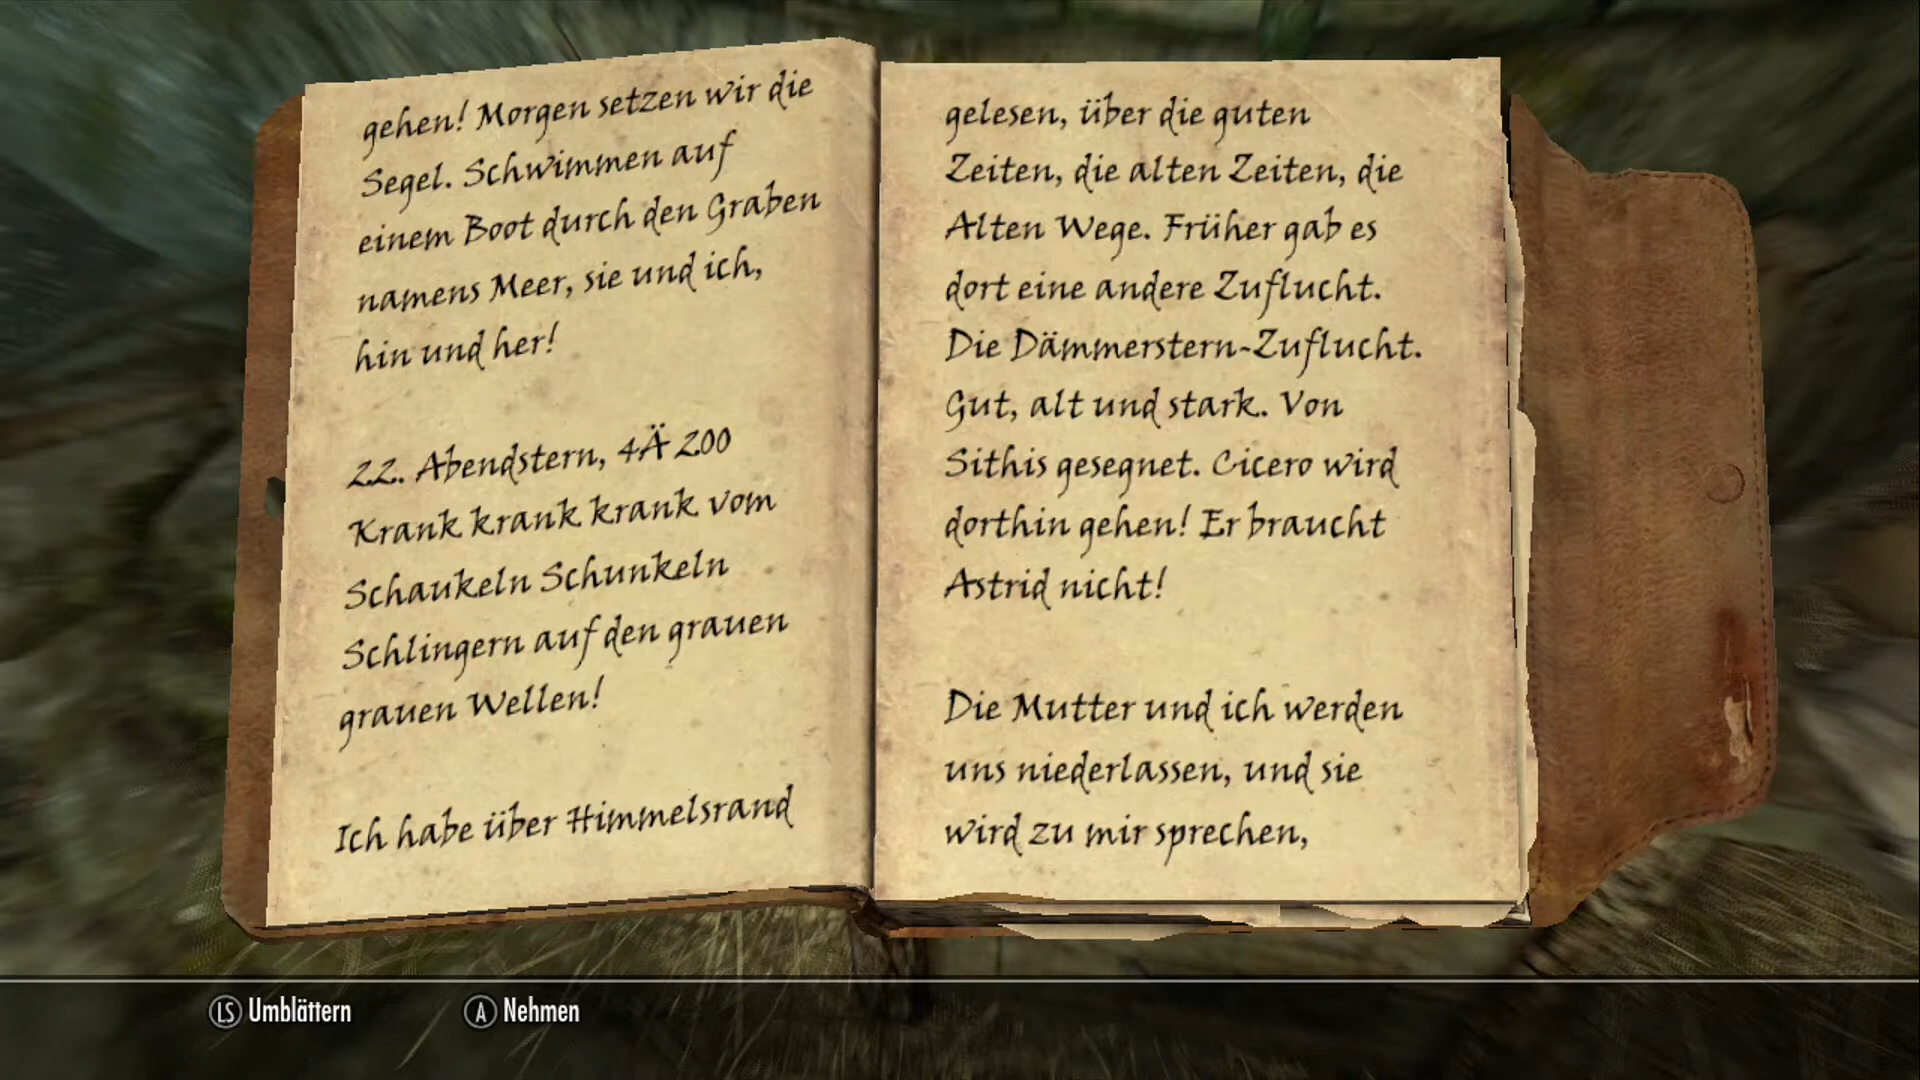 gehen! Morgen setzen wir die
Segel. Schwimmen auf
einem Boot durch den Graben
namens Meer, sie und ich,
hin und her!
22. Abendstern, 4Ä 200
Krank krank krank vom
Schaukeln Schunkeln
Schlingern auf den grauen
grauen Wellen!
Ich habe über Himmelsrand
gelesen, über die guten
Zeiten, die alten Zeiten, die
Alten Wege. Früher gab es
dort eine andere Zuflucht.
Die Dämmerstern-Zuflucht.
Gut, alt und stark. Von
Sithis gesegnet. Cicero wird
dorthin gehen! Er braucht
Astrid nicht!
Die Mutter und ich werden
uns niederlassen, und sie
wird zu mir sprechen,
LS Umblättern
A Nehmen